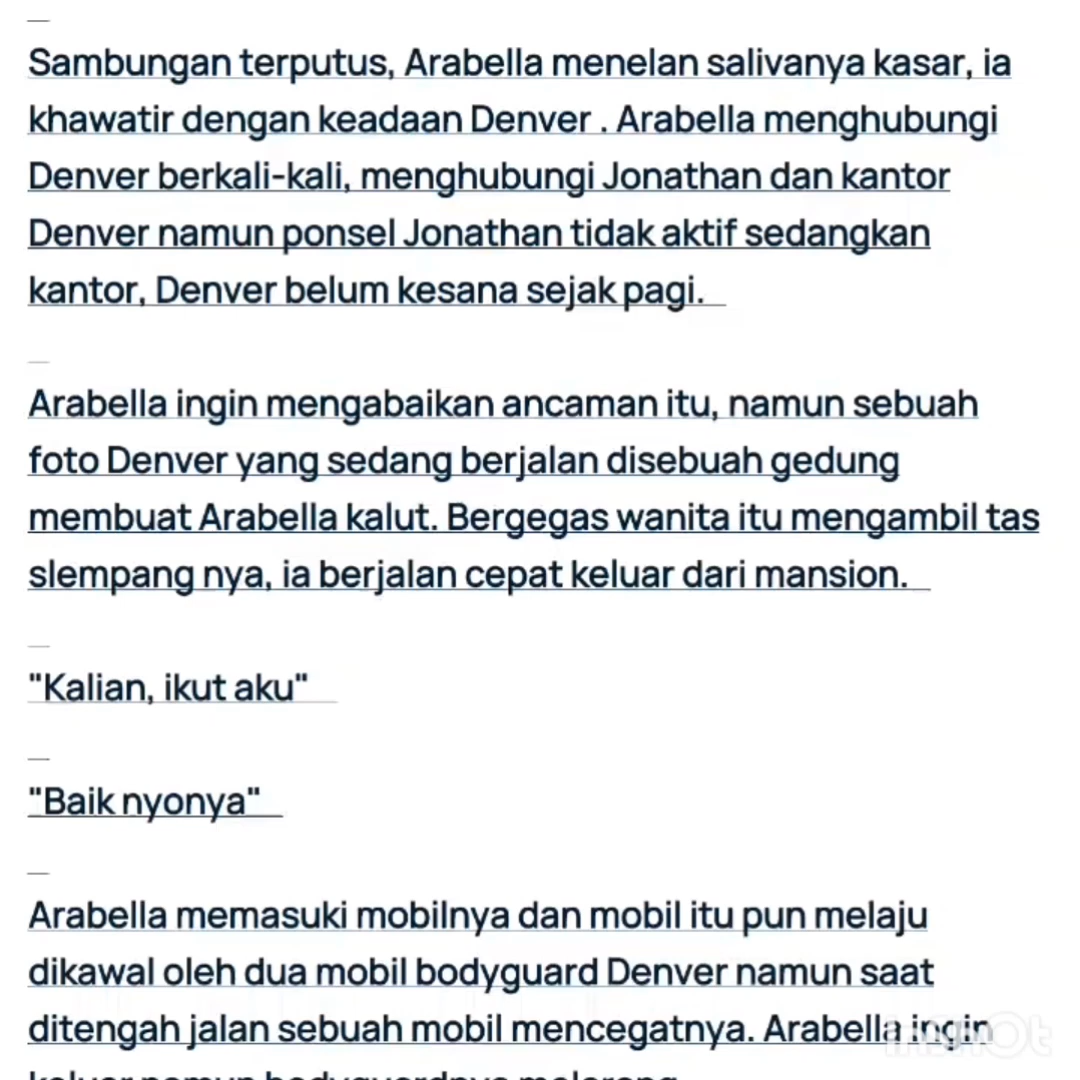 Sambungan terputus, Arabella menelan salivanya kasar, ia
khawatir dengan keadaan Denver . Arabella menghubungi
Denver berkali-kali, menghubungi Jonathan dan kantor
Denver namun ponsel Jonathan tidak aktif sedangkan
kantor, Denver belum kesana sejak pagi.
Arabella ingin mengabaikan ancaman itu, namun sebuah
foto Denver yang sedang berjalan disebuah gedung
membuat Arabella kalut. Bergegas wanita itu mengambil tas
slempang nya, ia berjalan cepat keluar dari mansion.
"Kalian, ikut aku"
"Baik nyonya"
Arabella memasuki mobilnya dan mobil itu pun melaju
dikawal oleh dua mobil bodyguard Denver namun saat
ditengah jalan sebuah mobil mencegatnya. Arabella ingin
keluar namun bodyguardnya melarang